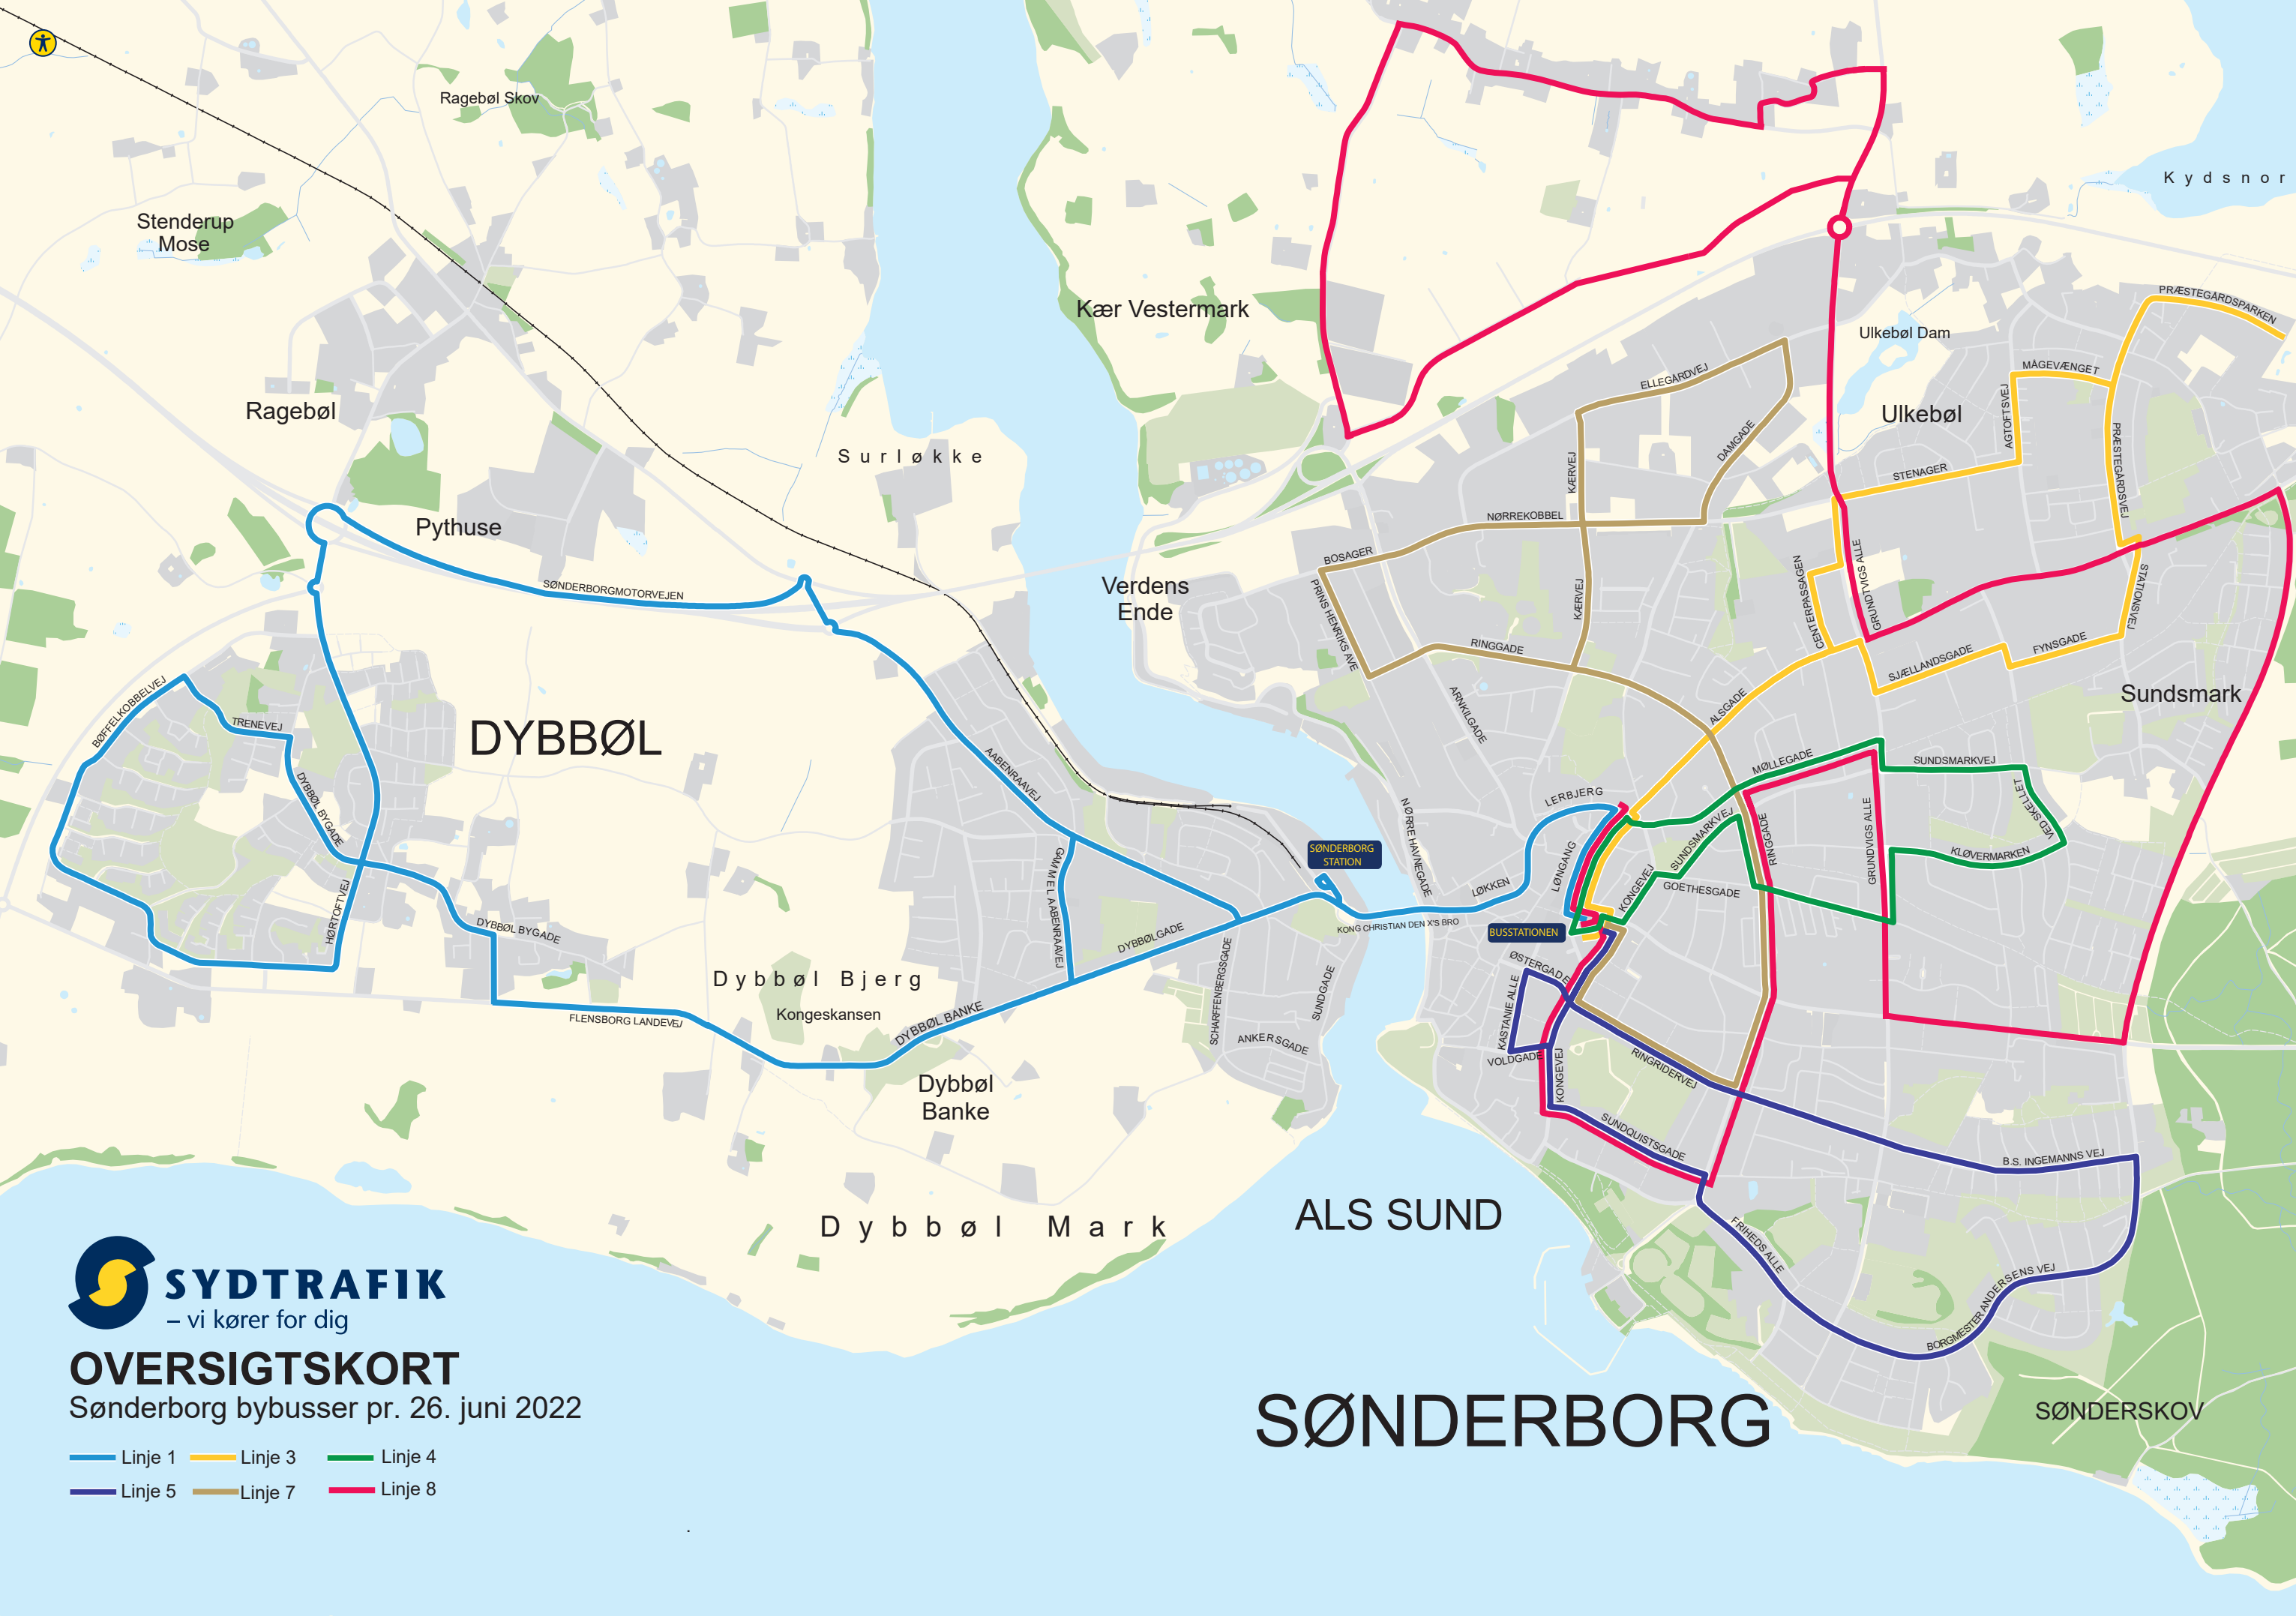 Ragebøl Skov
Stenderup
Mose
Kydsnor
Kær Vestermark
PRÆSTEGÅRDSPARKEN
Ulkebøl Dam
MÅGEVÆNGET
ELLEGÅRDVEJ
Ragebøl
Ulkebøl
AGTOFTSVEJ
DAMGADE
Surløkke
KÆRVEJ
STENAGER
PRÆSTEGÅRDSVEJ
Pythuse
NØRREKOBBEL
BOSAGER
SØNDERBORGMOTORVEJEN
Verdens
Ende
PRINS HENRIKS AVE
KÆRVEJ
CENTERPASSAGEN
GRUNDTVIGS ALLE
STATIONSVEJ
RINGGADE
SJÆLLANDSGADE
FYNSGADE
BØFFELKOBBELVEJ
TRENEVEJ
DYBBØL
ARNKILGADE
ALSGADE
Sundsmark
AABENRAAVEJ
MØLLEGADE
SUNDSMARKVEJ
DYBBØL BYGADE
LERBJERG
NØRRE HAVNEGADE
SUNDSMARKVEJ
RINGGADE
GRUNDVIGS ALLE
VED SKELLET
KLØVERMARKEN
SØNDERBORG
STATION
GAMMEL AABENRAAVEJ
LØNGANG
LØKKEN
KONGEVEJ
GOETHESGADE
HØRTOFTVEJ
DYBBØL BYGADE
DYBBØLGADE
KONG CHRISTIAN DEN X'S BRO
BUSSTATIONEN
Dybbøl Bjerg
Kongeskansen
SCHARFFENBERGSGADE
SUNDGADE
ØSTERGADE
KASTANIE ALLE
FLENSBORG LANDEVEJ
DYBBØL BANKE
ANKERSGADE
VOLDGADE
KONGEVEJ
RINGRIDERVEJ
Dybbøl
Banke
SUNDQUISTSGADE
B.S. INGEMANNS VEJ
Dybbøl Mark
ALS SUND
FRIHEDS ALLE
BORGMESTER ANDERSENS VEJ
SYDTRAFIK
– vi kører for dig
OVERSIGTSKORT
Sønderborg bybusser pr. 26. juni 2022
SØNDERBORG
SØNDERSKOV
Linje 1
Linje 3
Linje 4
Linje 5
Linje 7
Linje 8